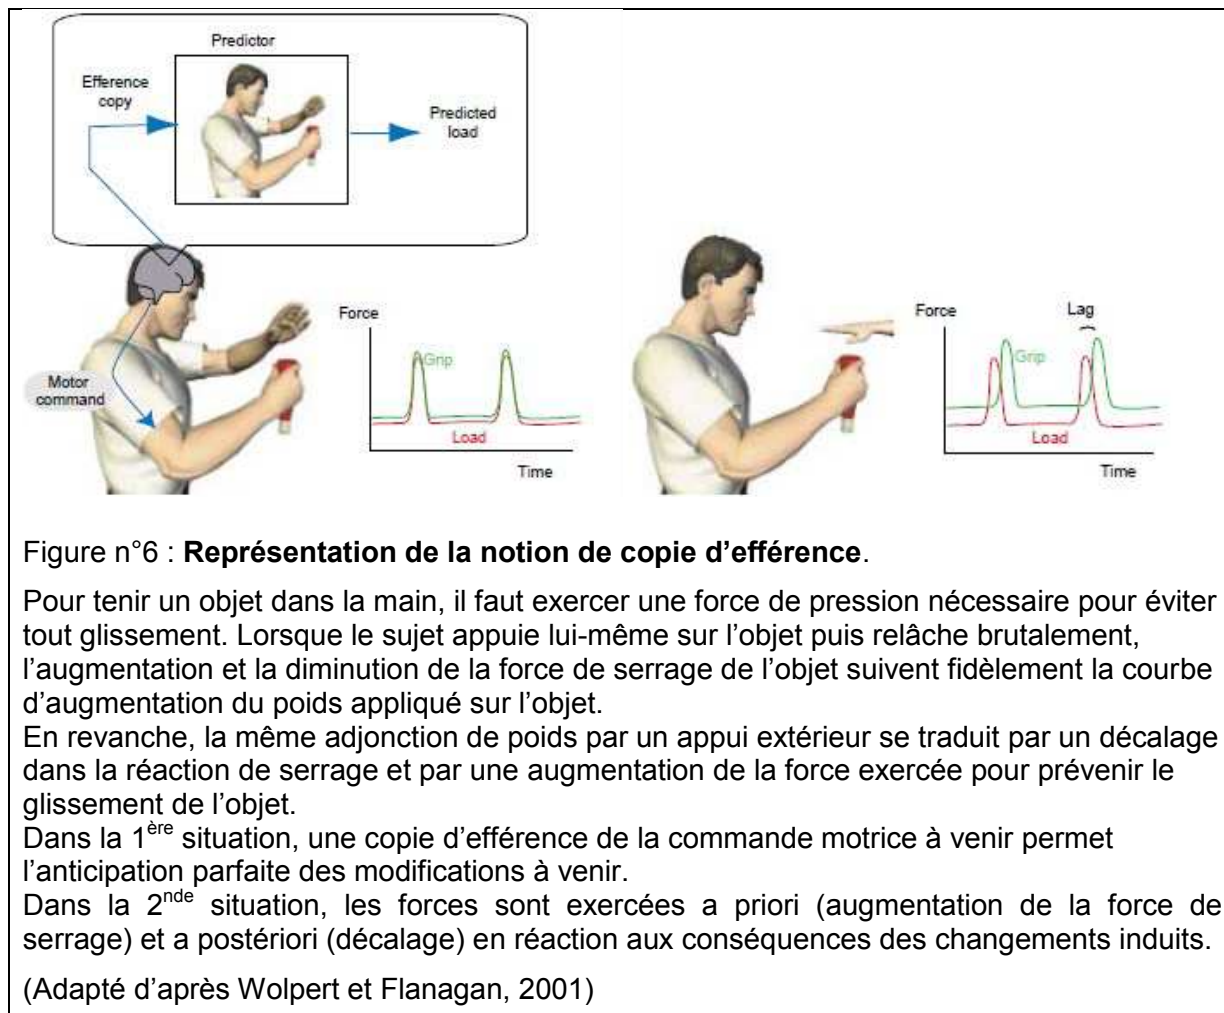 Predictor
Efference
copy
Predicted
load
Motor
command
Force
Grip
Load
Time
Force
Lag
Grip
Load
Time
Figure n°6 : Représentation de la notion de copie d’efférence.
Pour tenir un objet dans la main, il faut exercer une force de pression nécessaire pour éviter
tout glissement. Lorsque le sujet appuie lui-même sur l’objet puis relâche brutalement,
l’augmentation et la diminution de la force de serrage de l’objet suivent fidèlement la courbe
d’augmentation du poids appliqué sur l’objet.
En revanche, la même adjonction de poids par un appui extérieur se traduit par un décalage
dans la réaction de serrage et par une augmentation de la force exercée pour prévenir le
glissement de l’objet.
Dans la 1ère situation, une copie d’efférence de la commande motrice à venir permet
l’anticipation parfaite des modifications à venir.
Dans la 2nde situation, les forces sont exercées a priori (augmentation de la force de
serrage) et a postériori (décalage) en réaction aux conséquences des changements induits.
(Adapté d’après Wolpert et Flanagan, 2001)